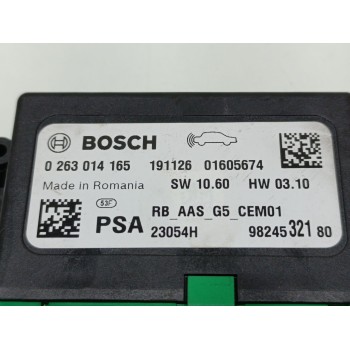 BOSCH
0 263 014 165 191126 01605674
Made in Romania SW 10.60 HW 03.10
53F RB_AAS_G5_CEM01
PSA 23054H 98245 321 80